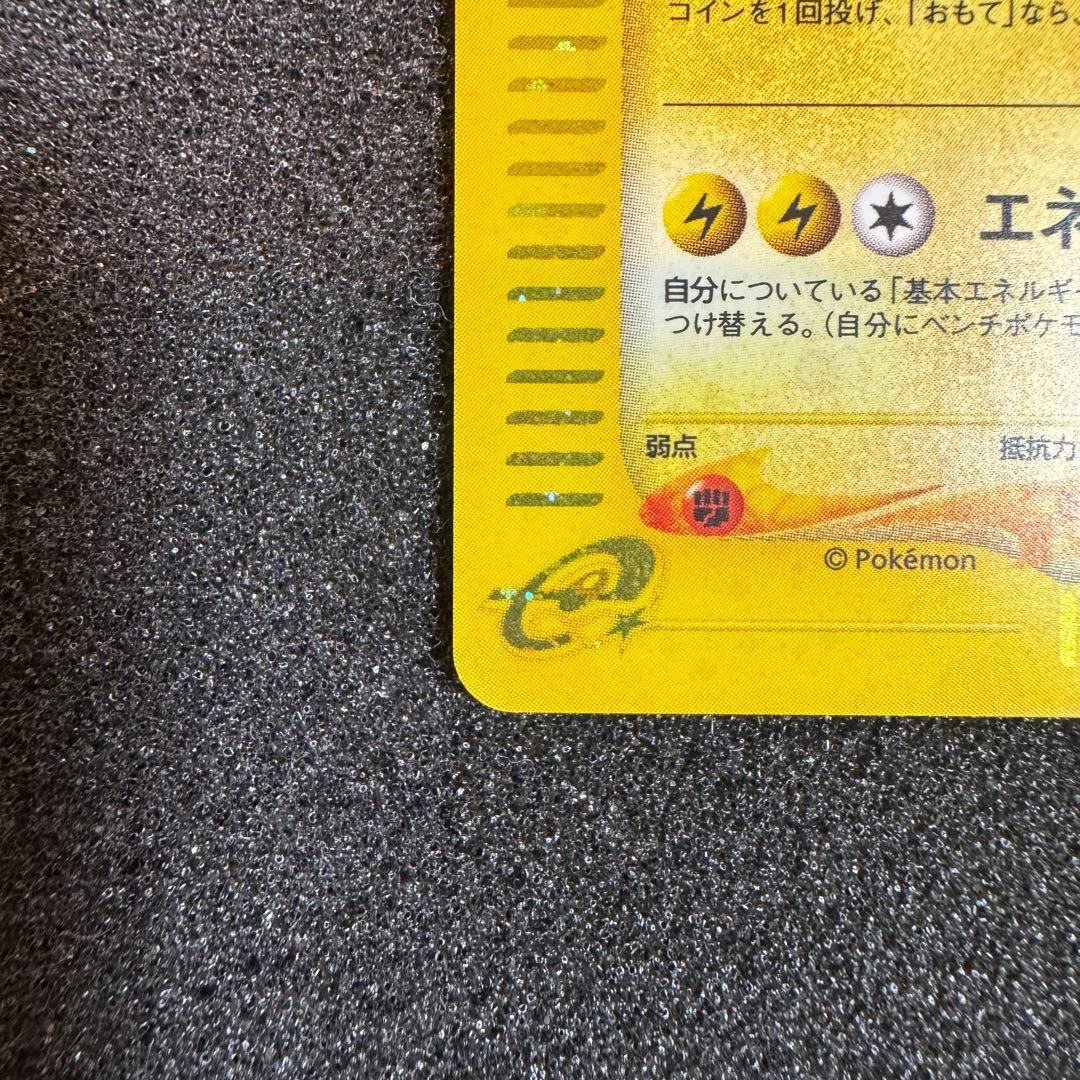 コインを1回投げ、「おもて」なら、
エネ
自分についている「基本エネルギー
つけ替える。(自分にベンチポケモ
弱点 抵抗力
© Pokémon